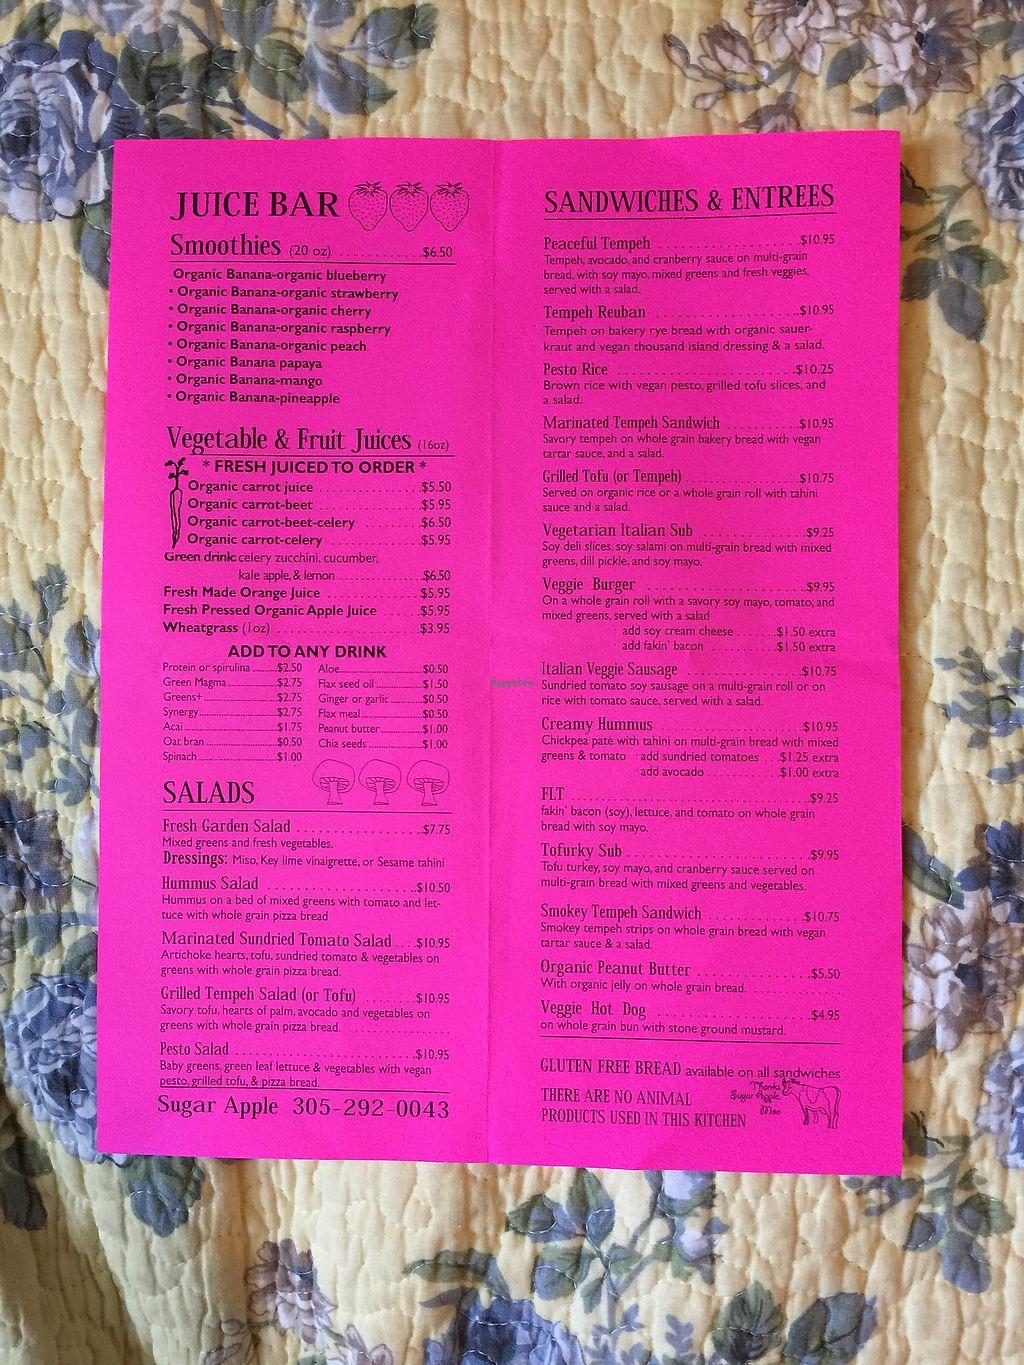 JUICE BAR
Smoothies (20 oz) . . . . . . . . . . . . $6.50
Organic Banana-organic blueberry
• Organic Banana-organic strawberry
• Organic Banana-organic cherry
• Organic Banana-organic raspberry
• Organic Banana-organic peach
• Organic Banana papaya
• Organic Banana-mango
• Organic Banana-pineapple
Vegetable & Fruit Juices (16oz)
* FRESH JUICED TO ORDER *
Organic carrot juice . . . . . . . . . . . . . . $5.50
Organic carrot-beet . . . . . . . . . . . . . . $5.95
Organic carrot-beet-celery . . . . . . . . $6.50
Organic carrot-celery . . . . . . . . . . . . $5.95
Green drink: celery zucchini, cucumber,
kale apple, & lemon . . . . . . . . . . . $6.50
Fresh Made Orange Juice . . . . . . . . . . . $5.95
Fresh Pressed Organic Apple Juice . . . . . . $5.95
Wheatgrass (1oz) . . . . . . . . . . . . . . . . $3.95
ADD TO ANY DRINK
Protein or spirulina ......... $2.50 Aloe............................ $0.50
Green Magma .................. $2.75 Flax seed oil .................. $1.50
Greens+ ......................... $2.75 Ginger or garlic ............. $0.50
Synergy ......................... $2.75 Flax meal ...................... $0.50
Acai .............................. $1.75 Peanut butter ................ $1.00
Oat bran ....................... $0.50 Chia seeds ..................... $1.00
Spinach ......................... $1.00
SALADS
Fresh Garden Salad . . . . . . . . . . . . . . . . $7.75
Mixed greens and fresh vegetables.
Dressings: Miso, Key lime vinaigrette, or Sesame tahini
Hummus Salad . . . . . . . . . . . . . . . . . . . $10.50
Hummus on a bed of mixed greens with tomato and let-
tuce with whole grain pizza bread
Marinated Sundried Tomato Salad . . . . $10.95
Artichoke hearts, tofu, sundried tomato & vegetables on
greens with whole grain pizza bread.
Grilled Tempeh Salad (or Tofu) . . . . . . . $10.95
Savory tofu, hearts of palm, avocado and vegetables on
greens with whole grain pizza bread. . . . . . . . . . . . . . .
Pesto Salad . . . . . . . . . . . . . . . . . . . . . . $10.95
Baby greens, green leaf lettuce & vegetables with vegan
pesto, grilled tofu, & pizza bread.
Sugar Apple 305-292-0043
SANDWICHES & ENTREES
Peaceful Tempeh . . . . . . . . . . . . . . . . . . $10.95
Tempeh, avocado, and cranberry sauce on multi-grain
bread, with soy mayo, mixed greens and fresh veggies,
served with a salad.
Tempeh Reuban . . . . . . . . . . . . . . . . . . $10.95
Tempeh on bakery rye bread with organic sauer-
kraut and vegan thousand island dressing & a salad.
Pesto Rice . . . . . . . . . . . . . . . . . . . . . . $10.25
Brown rice with vegan pesto, grilled tofu slices, and
a salad.
Marinated Tempeh Sandwich . . . . . . . . . . $10.95
Savory tempeh on whole grain bakery bread with vegan
tartar sauce, and a salad.
Grilled Tofu (or Tempeh) . . . . . . . . . . . . . $10.75
Served on organic rice or a whole grain roll with tahini
sauce and a salad.
Vegetarian Italian Sub . . . . . . . . . . . . . . . $9.25
Soy deli slices, soy salami on multi-grain bread with mixed
greens, dill pickle, and soy mayo.
Veggie Burger . . . . . . . . . . . . . . . . . . . . $9.95
On a whole grain roll with a savory soy mayo, tomato, and
mixed greens, served with a salad
add soy cream cheese . . . . . . . $1.50 extra
add fakin' bacon . . . . . . . . . . $1.50 extra
Italian Veggie Sausage . . . . . . . . . . . . . . $10.75
Sundried tomato soy sausage on a multi-grain roll or on
rice with tomato sauce, served with a salad.
Creamy Hummus . . . . . . . . . . . . . . . . . . $10.95
Chickpea paté with tahini on multi-grain bread with mixed
greens & tomato · add sundried tomatoes . . . $1.25 extra
· add avocado . . . . . . . . . . . $1.00 extra
FLT . . . . . . . . . . . . . . . . . . . . . . . . . . . $9.25
fakin' bacon (soy), lettuce, and tomato on whole grain
bread with soy mayo.
Tofurky Sub . . . . . . . . . . . . . . . . . . . . . . $9.95
Tofu turkey, soy mayo, and cranberry sauce served on
multi-grain bread with mixed greens and vegetables.
Smokey Tempeh Sandwich . . . . . . . . . . . . $10.75
Smokey tempeh strips on whole grain bread with vegan
tartar sauce & a salad.
Organic Peanut Butter . . . . . . . . . . . . . . . $5.50
With organic jelly on whole grain bread. . . . . . . . . . . .
Veggie Hot Dog . . . . . . . . . . . . . . . . . . . $4.95
on whole grain bun with stone ground mustard.
GLUTEN FREE BREAD available on all sandwiches
THERE ARE NO ANIMAL
PRODUCTS USED IN THIS KITCHEN
Thanks
Sugar Apple,
Moo
HappyCow